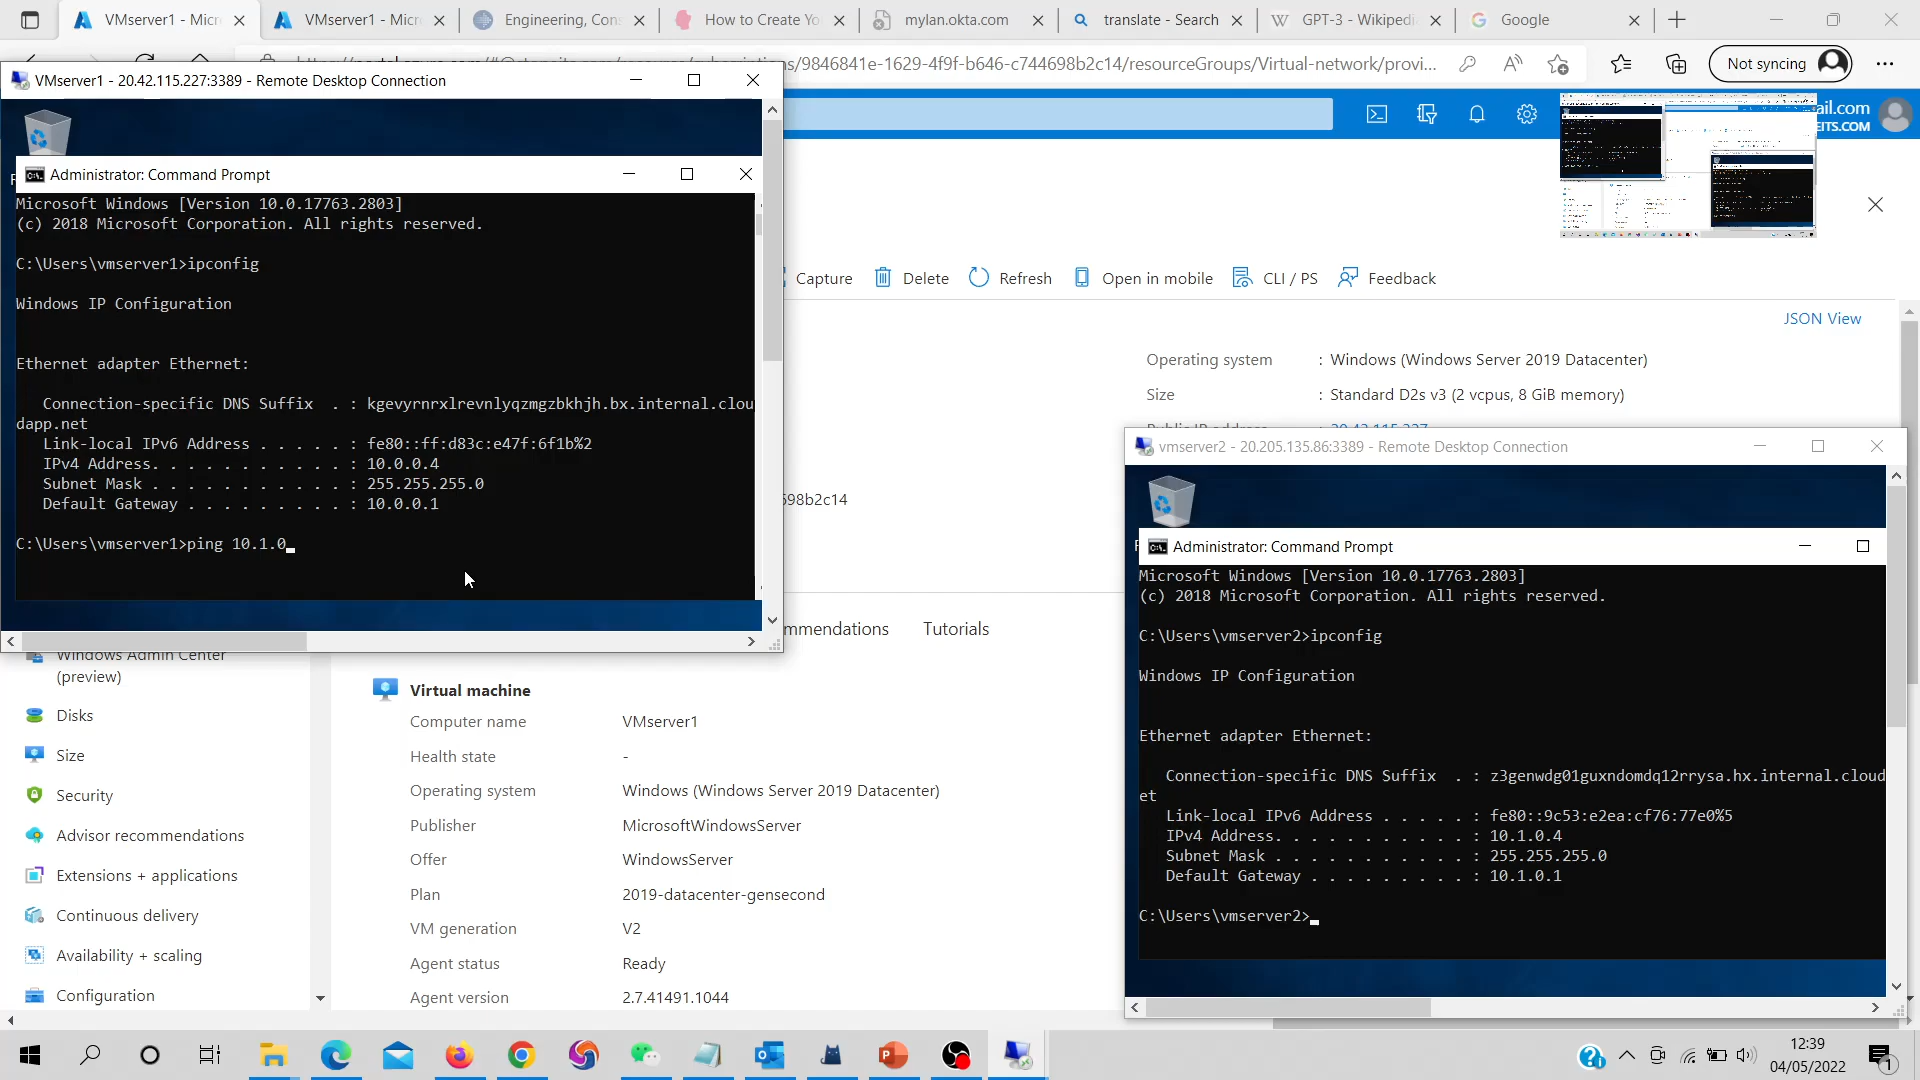 VMserver1 - Micr
VMserver1 - Micr
Engineering, Con
How to Create Yo
mylan.okta.com
translate - Search
GPT-3 - Wikipedi
Google
/9846841e-1629-4f9f-b646-c744698b2c14/resourceGroups/Virtual-network/provi...
Not syncing
VMserver1 - 20.42.115.227:3389 - Remote Desktop Connection
ail.com
EITS.COM
Administrator: Command Prompt
Microsoft Windows [Version 10.0.17763.2803]
(c) 2018 Microsoft Corporation. All rights reserved.
C:\Users\vmserver1>ipconfig
Windows IP Configuration
Ethernet adapter Ethernet:
Connection-specific DNS Suffix . : kgevyrnrxlrevnlyqzmgzbkhjh.bx.internal.clou
dapp.net
Link-local IPv6 Address . . . . . : fe80::ff:d83c:e47f:6f1b%2
IPv4 Address. . . . . . . . . . . : 10.0.0.4
Subnet Mask . . . . . . . . . . . : 255.255.255.0
Default Gateway . . . . . . . . . : 10.0.0.1
C:\Users\vmserver1>ping 10.1.0
Capture
Delete
Refresh
Open in mobile
CLI / PS
Feedback
JSON View
Operating system : Windows (Windows Server 2019 Datacenter)
Size : Standard D2s v3 (2 vcpus, 8 GiB memory)
598b2c14
mmendations
Tutorials
vmserver2 - 20.205.135.86:3389 - Remote Desktop Connection
Administrator: Command Prompt
Microsoft Windows [Version 10.0.17763.2803]
(c) 2018 Microsoft Corporation. All rights reserved.
C:\Users\vmserver2>ipconfig
Windows IP Configuration
Ethernet adapter Ethernet:
Connection-specific DNS Suffix . : z3genwdg01guxndomdq12rrysa.hx.internal.cloud
et
Link-local IPv6 Address . . . . . : fe80::9c53:e2ea:cf76:77e0%5
IPv4 Address. . . . . . . . . . . : 10.1.0.4
Subnet Mask . . . . . . . . . . . : 255.255.255.0
Default Gateway . . . . . . . . . : 10.1.0.1
C:\Users\vmserver2>
Windows Admin Center
(preview)
Disks
Size
Security
Advisor recommendations
Extensions + applications
Continuous delivery
Availability + scaling
Configuration
Virtual machine
Computer name VMserver1
Health state -
Operating system Windows (Windows Server 2019 Datacenter)
Publisher MicrosoftWindowsServer
Offer WindowsServer
Plan 2019-datacenter-gensecond
VM generation V2
Agent status Ready
Agent version 2.7.41491.1044
12:39
04/05/2022
1